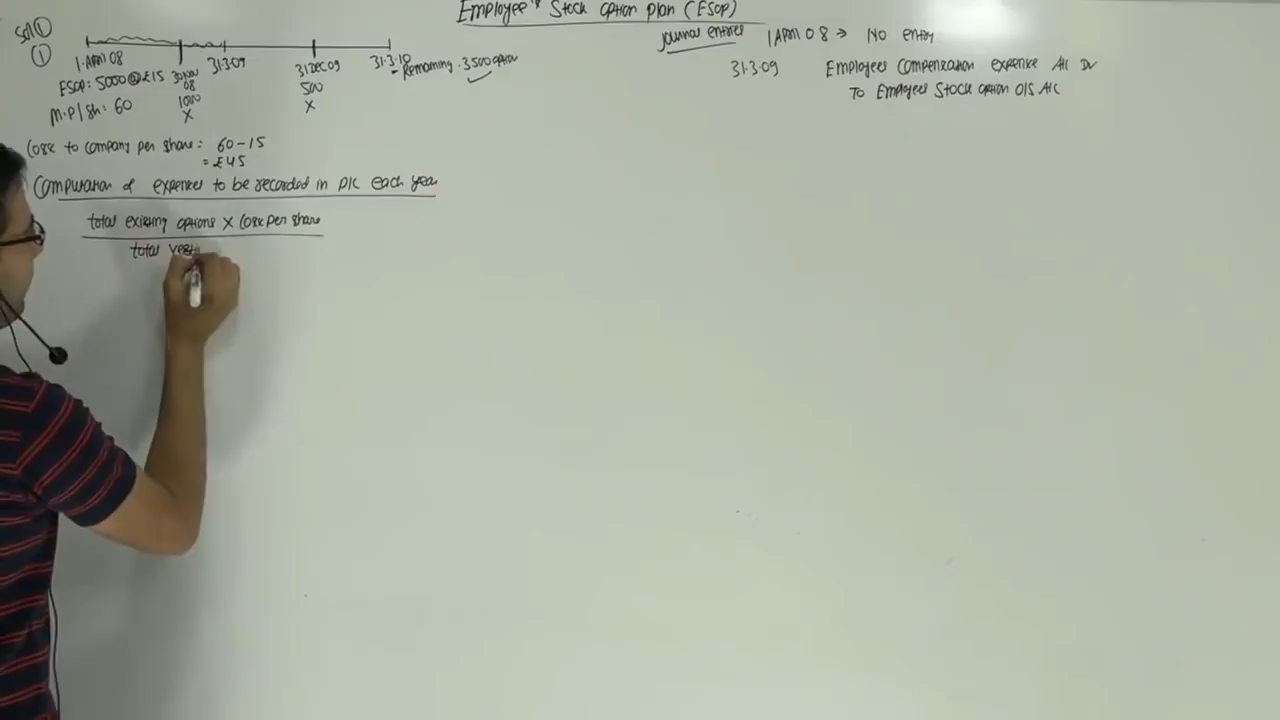 Employee's Stock option plan (ESOP)
Sol①
①
1 April 08
30 Nov 08
31.3.09
31 Dec 09
31.3.10
ESOP: 5000 @ £15
1000
X
500
X
→ Remaining 3500 option
M.P/Sh: 60
Cost to company per share: 60-15
= £45
Computation of expenses to be recorded in P/L each year
total existing options X Cost per share
total vesti
Journal entries
1 April 08 → No entry
31.3.09 Employees Compensation expense A/c Dr
To Employees Stock option O/S A/c